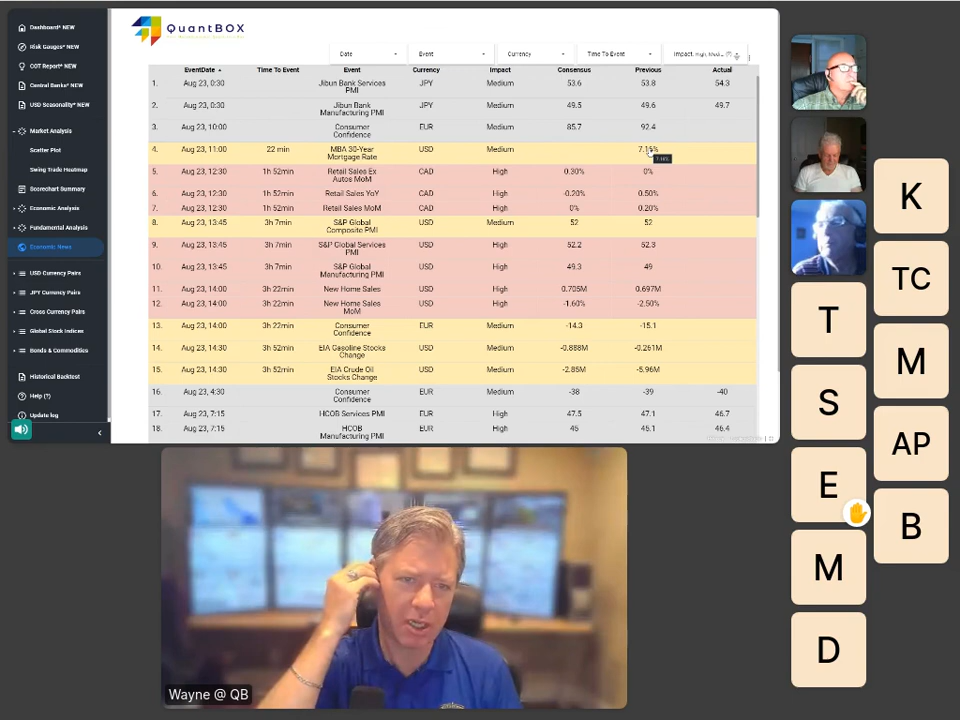 Dashboard* NEW
Risk Gauges* NEW
COT Report* NEW
Central Banks* NEW
USD Seasonality* NEW
Market Analysis
Scatter Plot
Swing Trade Heatmap
Scorechart Summary
Economic Analysis
Fundamental Analysis
Economic News
USD Currency Pairs
JPY Currency Pairs
Cross Currency Pairs
Global Stock Indices
Bonds & Commodities
Historical Backtest
Help (?)
Update log
QuantBOX
Date Event Currency Time To Event Impact: High, Medi...
EventDate Time To Event Event Currency Impact Consensus Previous Actual
1. Aug 23, 0:30 Jibun Bank Services PMI JPY Medium 53.6 53.8 54.3
2. Aug 23, 0:30 Jibun Bank Manufacturing PMI JPY Medium 49.5 49.6 49.7
3. Aug 23, 10:00 Consumer Confidence EUR Medium 85.7 92.4
4. Aug 23, 11:00 22 min MBA 30-Year Mortgage Rate USD Medium 7.16%
5. Aug 23, 12:30 1h 52min Retail Sales Ex Autos MoM CAD High 0.30% 0%
6. Aug 23, 12:30 1h 52min Retail Sales YoY CAD High -0.20% 0.50%
7. Aug 23, 12:30 1h 52min Retail Sales MoM CAD High 0% 0.20%
8. Aug 23, 13:45 3h 7min S&P Global Composite PMI USD Medium 52 52
9. Aug 23, 13:45 3h 7min S&P Global Services PMI USD High 52.2 52.3
10. Aug 23, 13:45 3h 7min S&P Global Manufacturing PMI USD High 49.3 49
11. Aug 23, 14:00 3h 22min New Home Sales USD High 0.705M 0.697M
12. Aug 23, 14:00 3h 22min New Home Sales MoM USD High -1.60% -2.50%
13. Aug 23, 14:00 3h 22min Consumer Confidence EUR Medium -14.3 -15.1
14. Aug 23, 14:30 3h 52min EIA Gasoline Stocks Change USD Medium -0.888M -0.261M
15. Aug 23, 14:30 3h 52min EIA Crude Oil Stocks Change USD Medium -2.85M -5.96M
16. Aug 23, 4:30 Consumer Confidence EUR Medium -38 -39 -40
17. Aug 23, 7:15 HCOB Services PMI EUR High 47.5 47.1 46.7
18. Aug 23, 7:15 HCOB Manufacturing PMI EUR High 45 45.1 46.4
Wayne @ QB
K
TC
T
M
S
AP
E
B
M
D